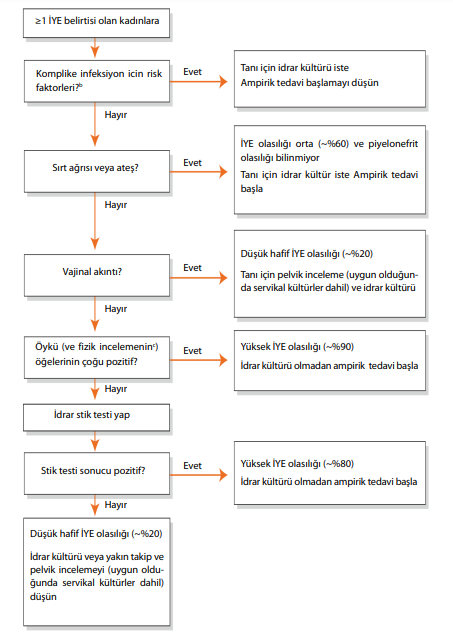 ≥1 İYE belirtisi olan kadınlara
Komplike infeksiyon icin risk
faktorleri?ᵇ
Evet
Tanı için idrar kültürü iste
Ampirik tedavi başlamayı düşün
Hayır
Sırt ağrısı veya ateş?
Evet
İYE olasılığı orta (~%60) ve piyelonefrit
olasılığı bilinmiyor
Tanı için idrar kültür iste Ampirik tedavi
başla
Hayır
Vajinal akıntı?
Evet
Düşük hafif İYE olasılığı (~%20)
Tanı için pelvik inceleme (uygun olduğun-
da servikal kültürler dahil) ve idrar kültürü
Hayır
Öykü (ve fizik incelemeninᶜ)
öğelerinin çoğu pozitif?
Evet
Yüksek İYE olasılığı (~%90)
İdrar kültürü olmadan ampirik tedavi başla
Hayır
İdrar stik testi yap
Stik testi sonucu pozitif?
Evet
Yüksek İYE olasılığı (~%80)
İdrar kültürü olmadan ampirik tedavi başla
Hayır
Düşük hafif İYE olasılığı (~%20)
İdrar kültürü veya yakın takip ve
pelvik incelemeyi (uygun oldu-
ğunda servikal kültürler dahil)
düşün